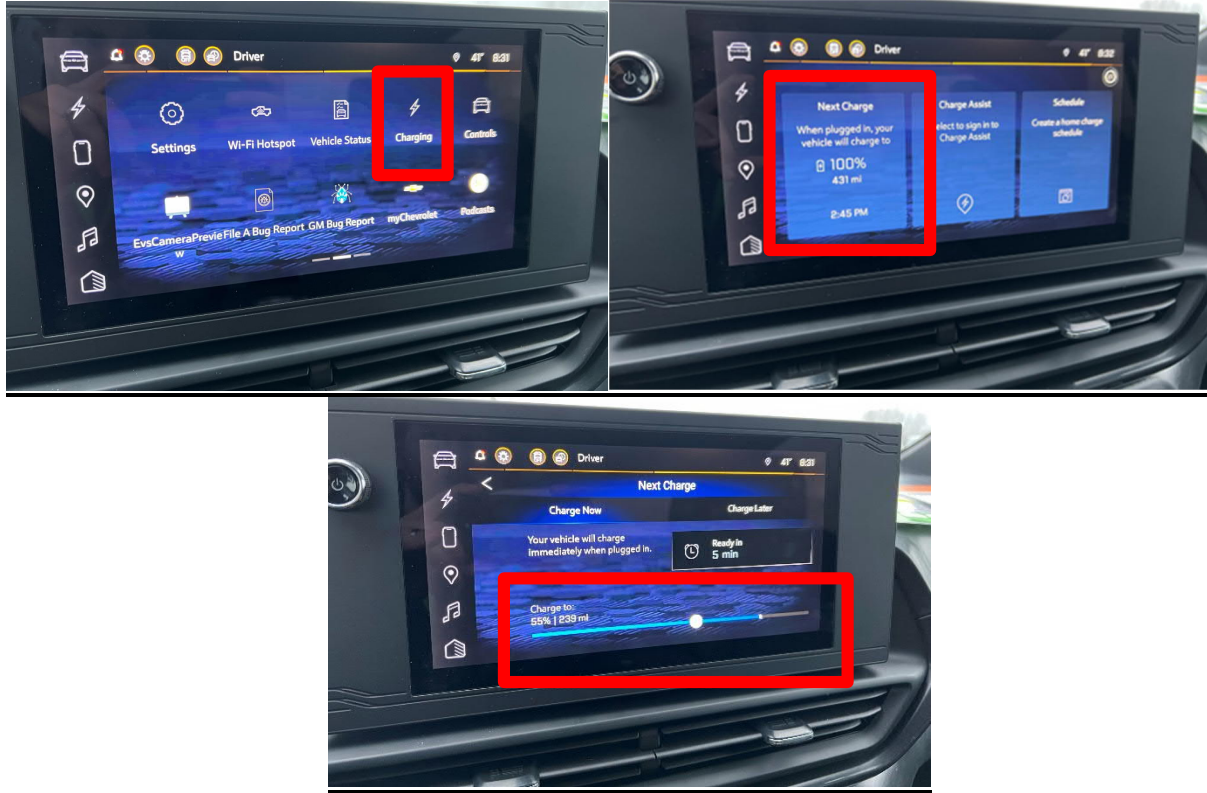 Driver
41° 8:31
Settings
Wi-Fi Hotspot
Vehicle Status
Charging
Controls
EvsCameraPrevie
w
File A Bug Report
GM Bug Report
myChevrolet
Podcasts
Driver
41° 8:32
Next Charge
When plugged in, your
vehicle will charge to
100%
431 mi
2:45 PM
Charge Assist
elect to sign in to
Charge Assist
Schedule
Create a home charge
schedule
Driver
41° 8:31
< Next Charge
Charge Now
Charge Later
Your vehicle will charge
immediately when plugged in.
Ready in
5 min
Charge to:
55% | 239 mi